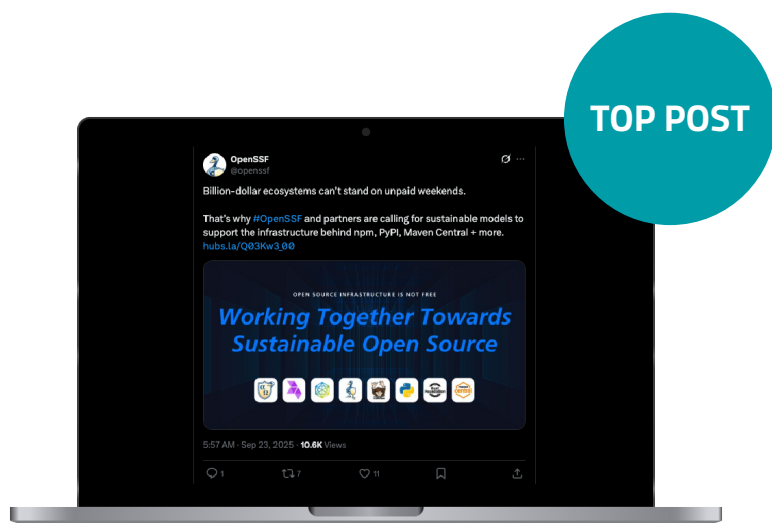 TOP POST
OpenSSF
@openssf
Billion-dollar ecosystems can't stand on unpaid weekends.
That's why #OpenSSF and partners are calling for sustainable models to
support the infrastructure behind npm, PyPI, Maven Central + more.
hubs.la/Q03Kw3_00
OPEN SOURCE INFRASTRUCTURE IS NOT FREE
Working Together Towards
Sustainable Open Source
5:57 AM · Sep 23, 2025 · 10.6K Views
1 7 11